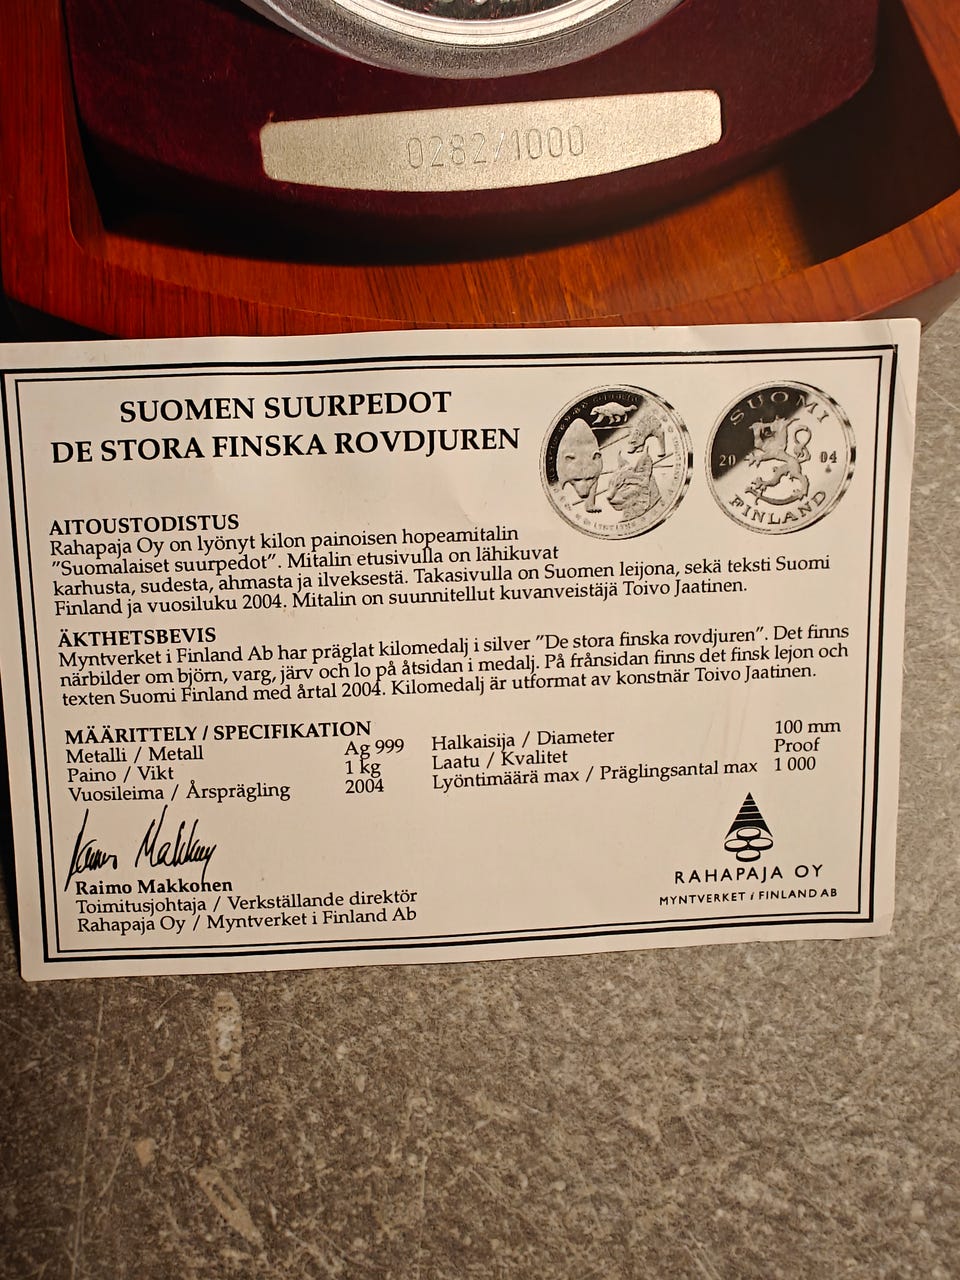 0282/1000
SUOMEN SUURPEDOT
DE STORA FINSKA ROVDJUREN
SUOMI
20 04
FINLAND
AITOUSTODISTUS
Rahapaja Oy on lyönyt kilon painoisen hopeamitalin
"Suomalaiset suurpedot". Mitalin etusivulla on lähikuvat
karhusta, sudesta, ahmasta ja ilveksestä. Takasivulla on Suomen leijona, sekä teksti Suomi
Finland ja vuosiluku 2004. Mitalin on suunnitellut kuvanveistäjä Toivo Jaatinen.
ÄKTHETSBEVIS
Myntverket i Finland Ab har präglat kilomedalj i silver "De stora finska rovdjuren". Det finns
närbilder om björn, varg, järv och lo på åtsidan i medalj. På frånsidan finns det finsk lejon och
texten Suomi Finland med årtal 2004. Kilomedalj är utformat av konstnär Toivo Jaatinen.
MÄÄRITTELY / SPECIFIKATION
Metalli / Metall Ag 999
Paino / Vikt 1 kg
Vuosileima / Årsprägling 2004
Halkaisija / Diameter 100 mm
Laatu / Kvalitet Proof
Lyöntimäärä max / Präglingsantal max 1 000
Raimo Makkonen
Toimitusjohtaja / Verkställande direktör
Rahapaja Oy / Myntverket i Finland Ab
RAHAPAJA OY
MYNTVERKET i FINLAND AB